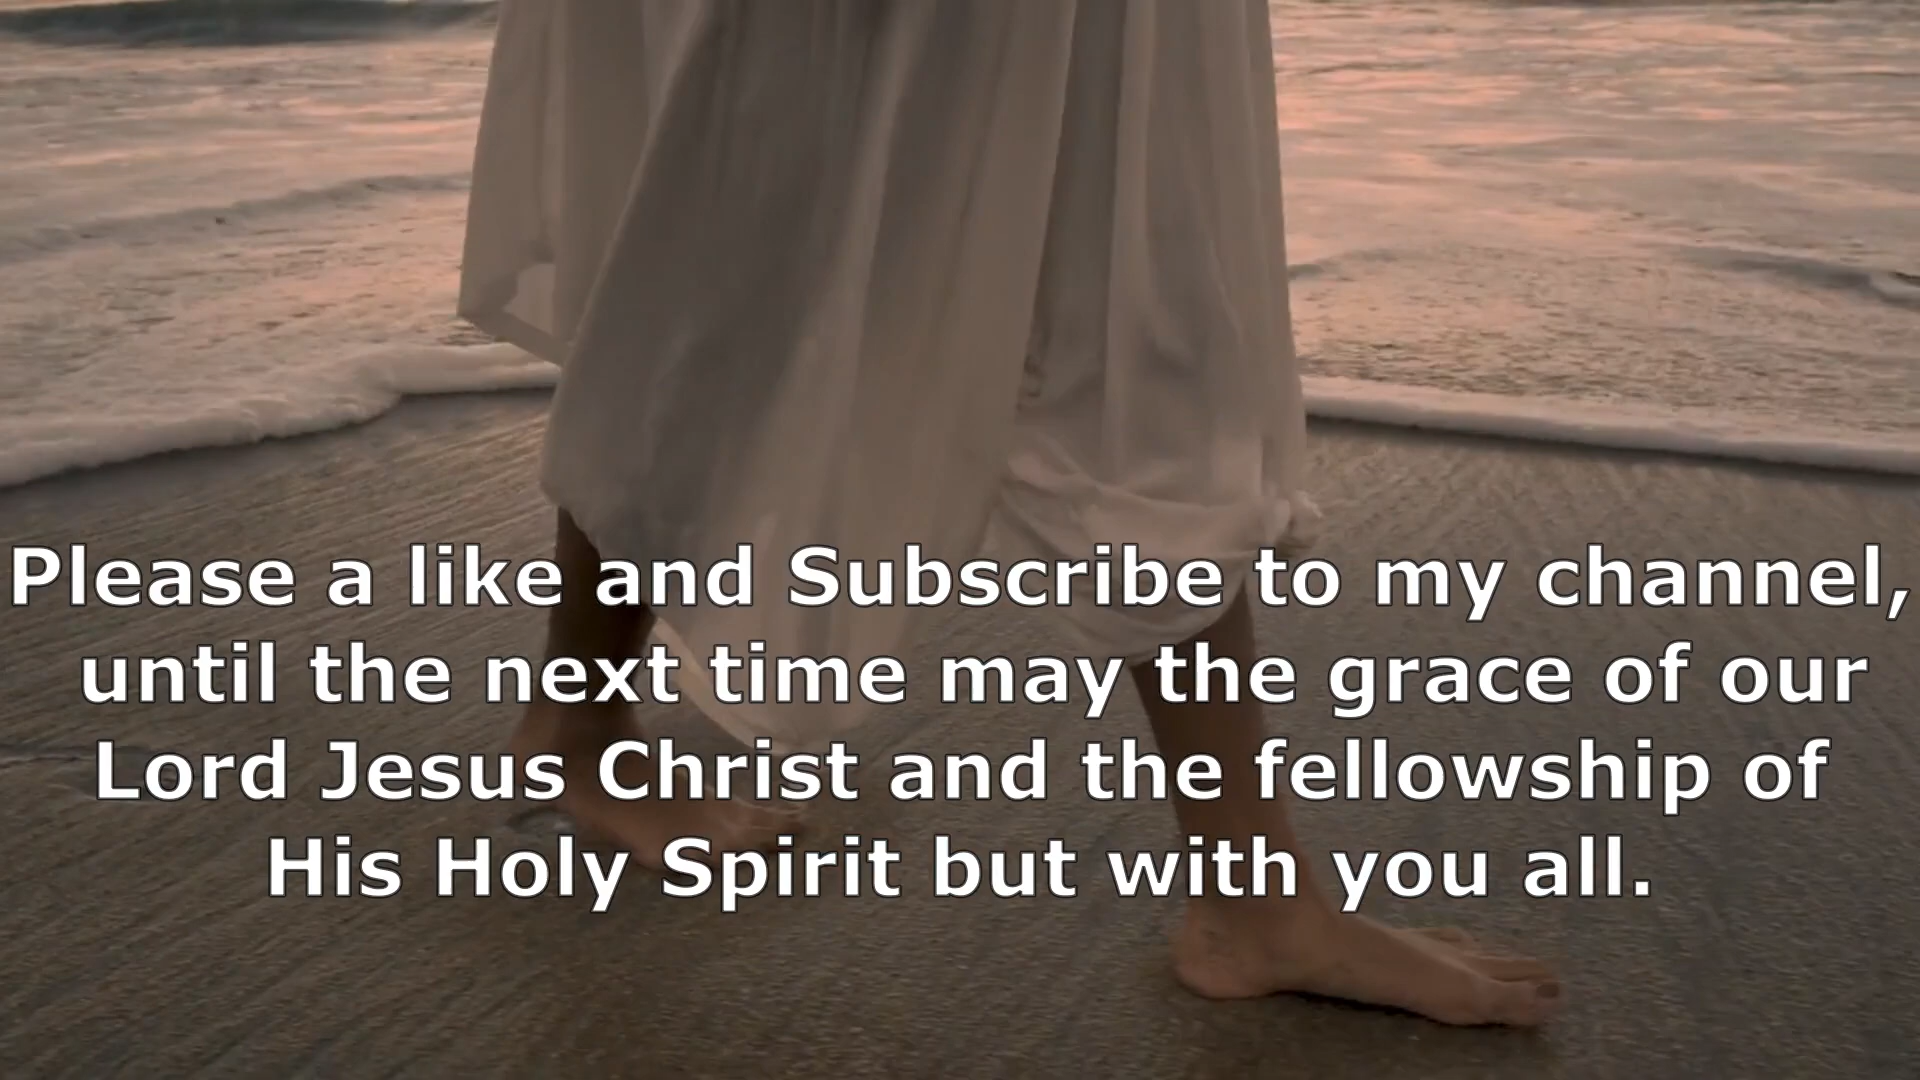 Please a like and Subscribe to my channel,
until the next time may the grace of our
Lord Jesus Christ and the fellowship of
His Holy Spirit but with you all.